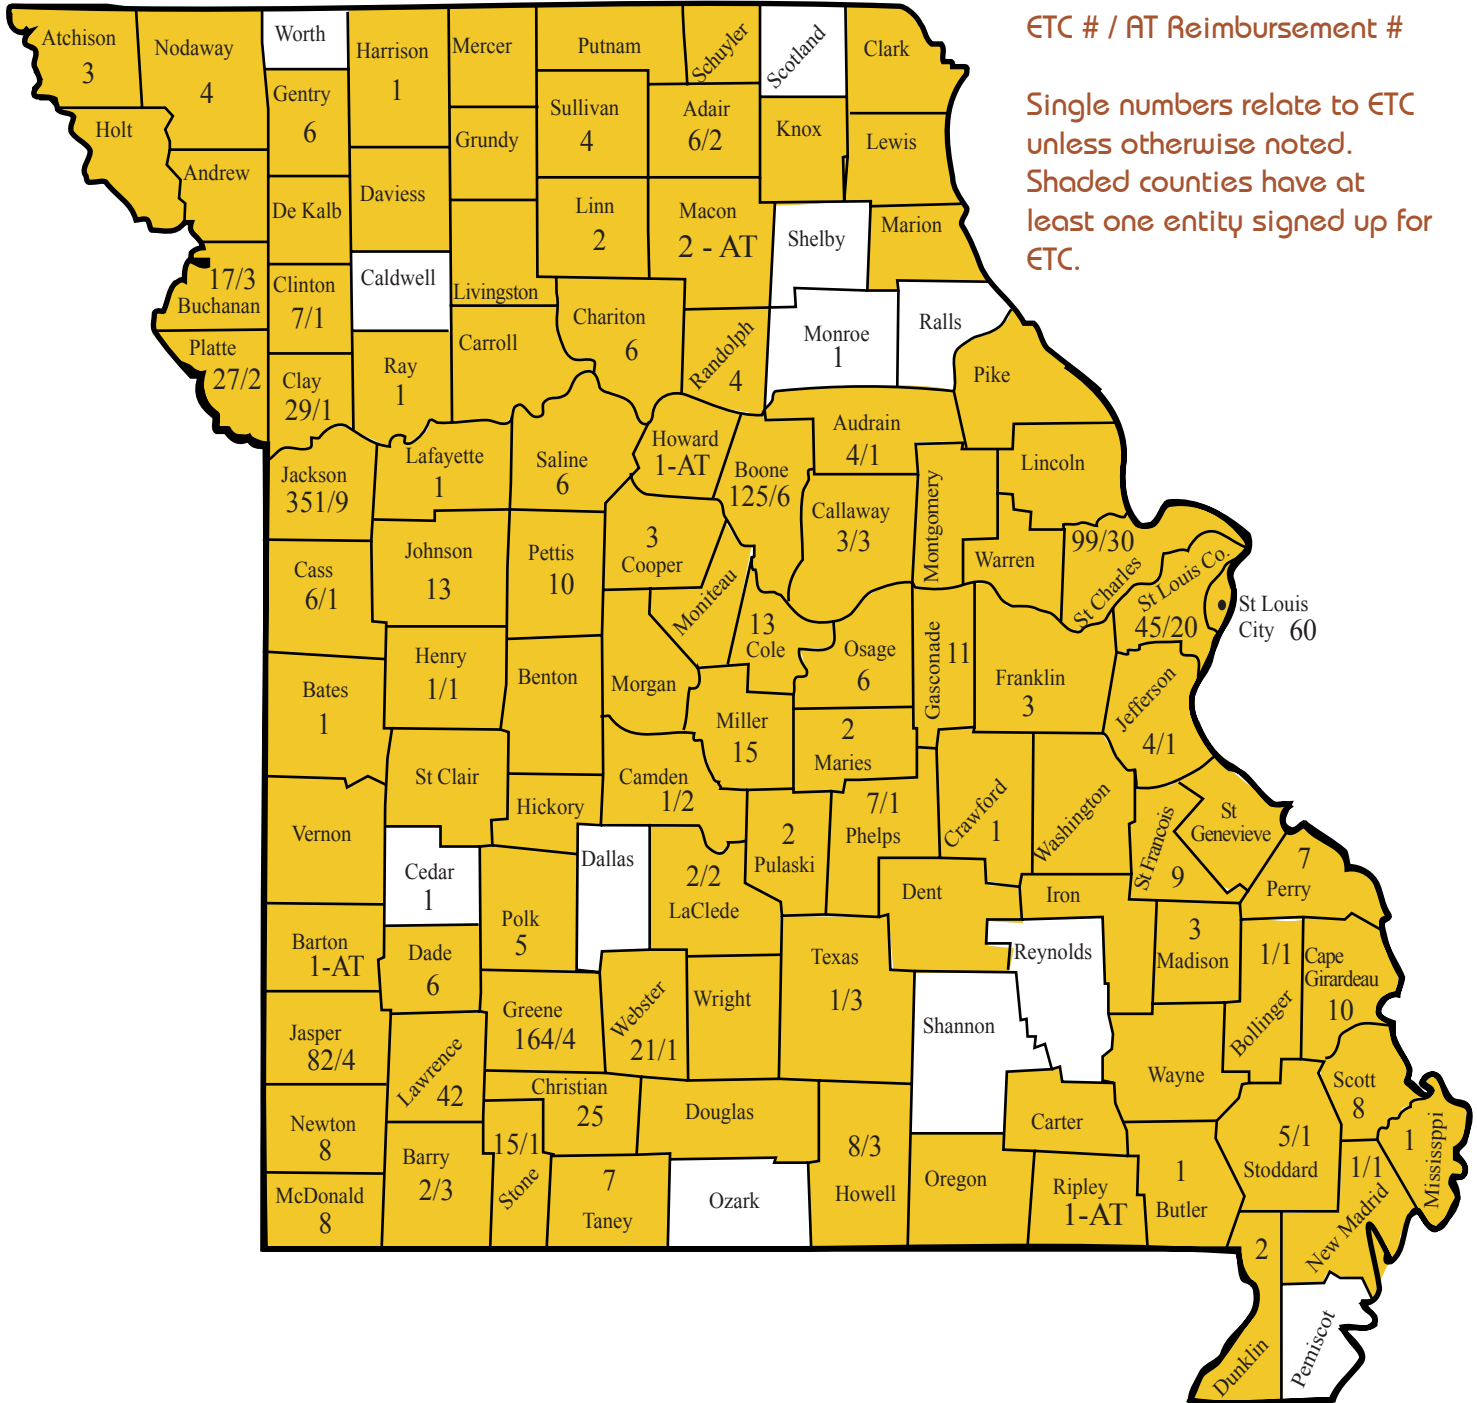 ETC # / AT Reimbursement #
Single numbers relate to ETC
unless otherwise noted.
Shaded counties have at
least one entity signed up for
ETC.
Atchison
3
Nodaway
4
Worth
Harrison
1
Mercer
Putnam
Schuyler
Scotland
Clark
Holt
Gentry
6
Grundy
Sullivan
4
Adair
6/2
Knox
Lewis
Andrew
De Kalb
Daviess
Linn
2
Macon
2 - AT
Shelby
Marion
17/3
Buchanan
Clinton
7/1
Caldwell
Livingston
Chariton
6
Randolph
4
Monroe
1
Ralls
Pike
Platte
27/2
Clay
29/1
Ray
1
Carroll
Jackson
351/9
Lafayette
1
Saline
6
Howard
1-AT
Boone
125/6
Audrain
4/1
Callaway
3/3
Montgomery
Lincoln
Warren
99/30
St Charles
St Louis Co.
45/20
St Louis
City 60
Cass
6/1
Johnson
13
Pettis
10
3
Cooper
Moniteau
13
Cole
Osage
6
Gasconade
11
Franklin
3
Jefferson
4/1
Bates
1
Henry
1/1
Benton
Morgan
Miller
15
2
Maries
Vernon
St Clair
Hickory
Camden
1/2
2
Pulaski
7/1
Phelps
Crawford
1
Washington
St Francois
9
St
Genevieve
7
Perry
Cedar
1
Polk
5
Dallas
2/2
LaClede
Dent
Iron
Reynolds
3
Madison
1/1
Bollinger
Cape
Girardeau
10
Barton
1-AT
Dade
6
Greene
164/4
Webster
21/1
Wright
Texas
1/3
Shannon
Wayne
Scott
8
Jasper
82/4
Lawrence
42
Christian
25
Douglas
Carter
5/1
Stoddard
1
Mississppi
Newton
8
Barry
2/3
15/1
Stone
7
Taney
Ozark
8/3
Howell
Oregon
Ripley
1-AT
1
Butler
1/1
New Madrid
McDonald
8
2
Dunklin
Pemiscot